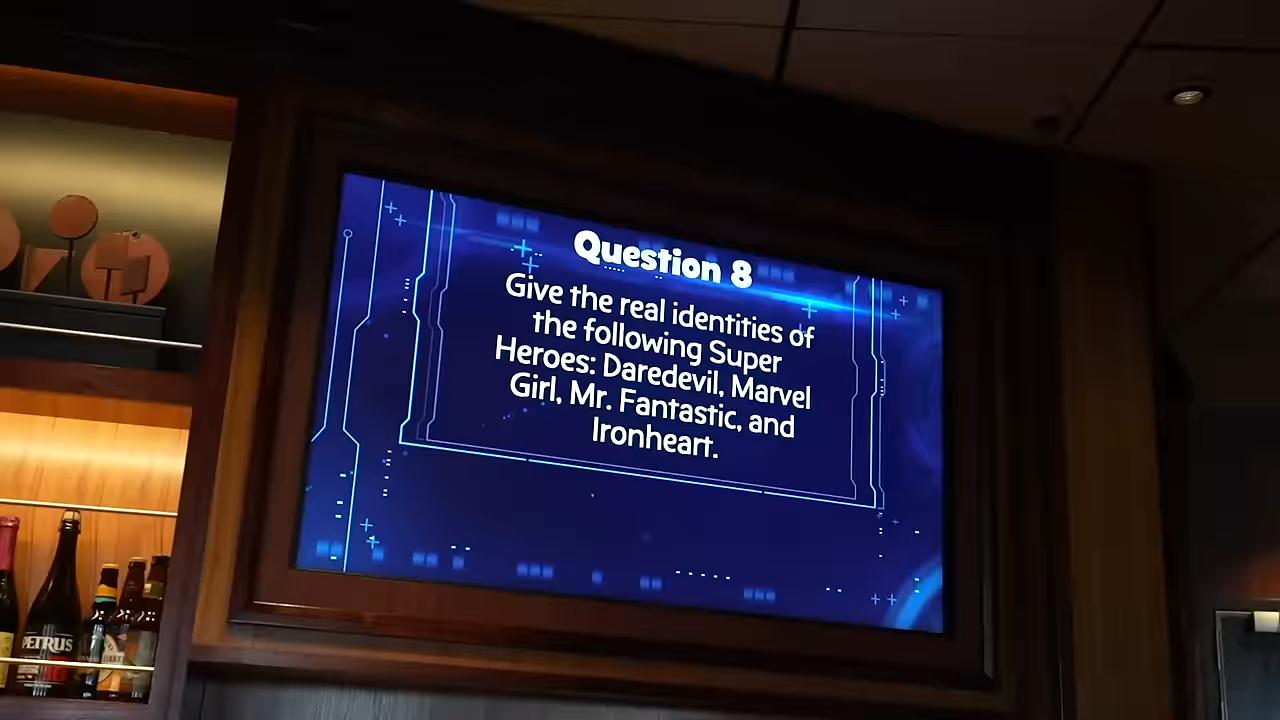 Question 8
Give the real identities of
the following Super
Heroes: Daredevil, Marvel
Girl, Mr. Fantastic, and
Ironheart.
PETRUS